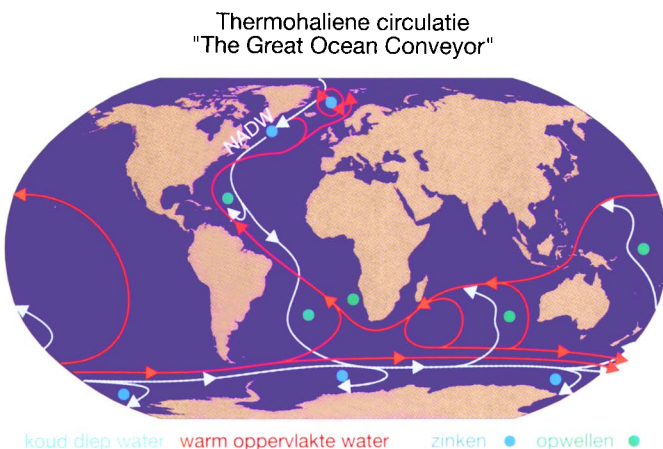 Thermohaliene circulatie
"The Great Ocean Conveyor"
NADW
koud diep water warm oppervlakte water zinken opwellen